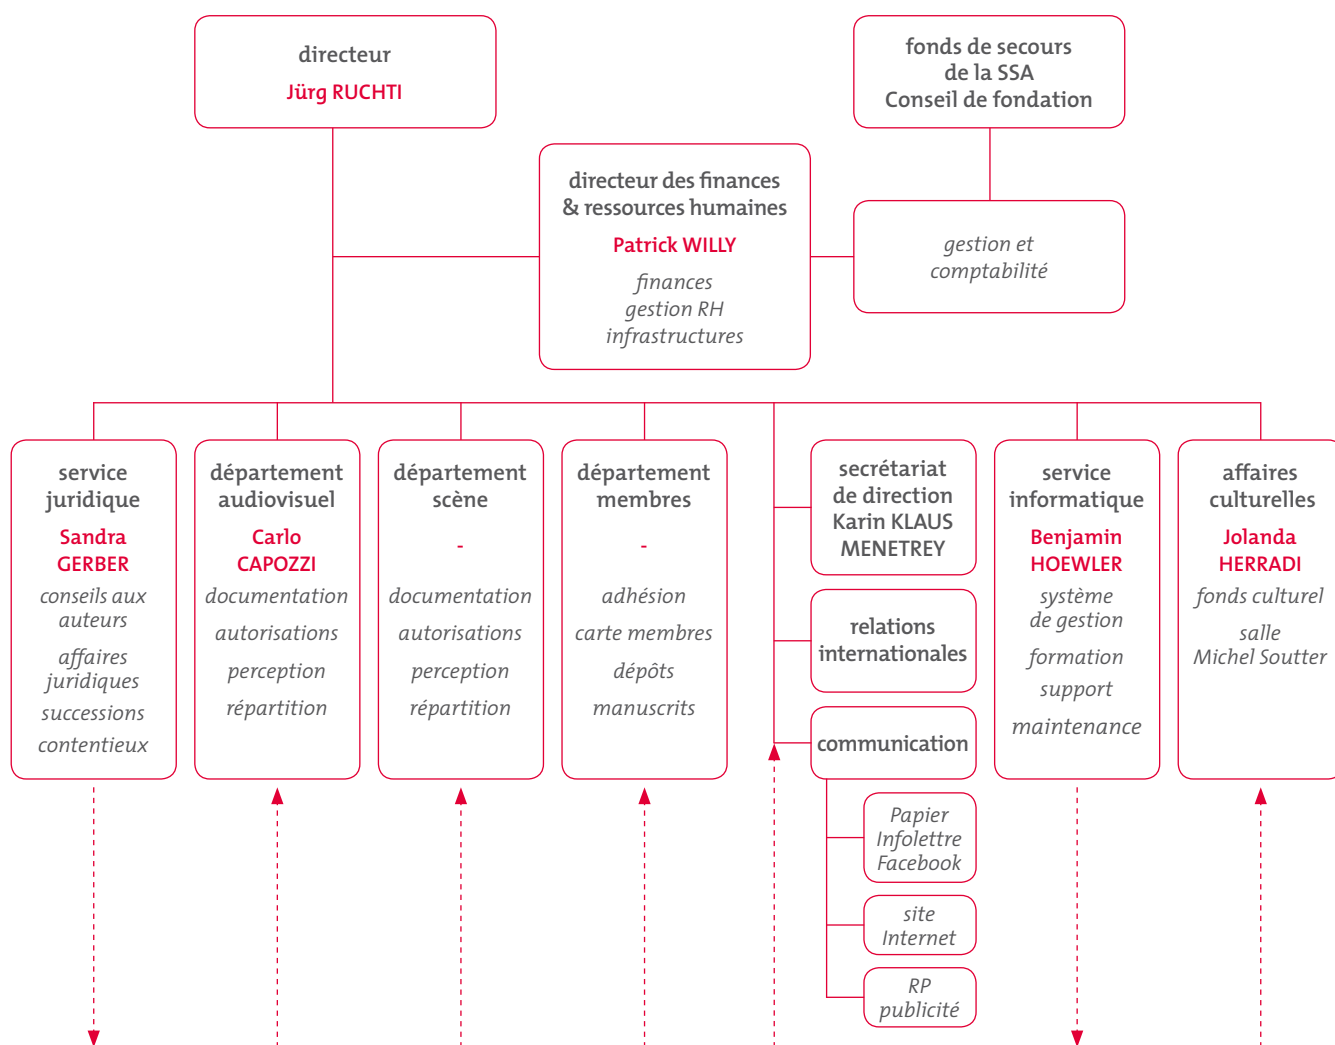 directeur
Jürg RUCHTI
fonds de secours
de la SSA
Conseil de fondation
directeur des finances
& ressources humaines
Patrick WILLY
finances
gestion RH
infrastructures
gestion et
comptabilité
service
juridique
Sandra
GERBER
conseils aux
auteurs
affaires
juridiques
successions
contentieux
département
audiovisuel
Carlo
CAPOZZI
documentation
autorisations
perception
répartition
département
scène
-
documentation
autorisations
perception
répartition
département
membres
-
adhésion
carte membres
dépôts
manuscrits
secrétariat
de direction
Karin KLAUS
MENETREY
relations
internationales
communication
Papier
Infolettre
Facebook
site
Internet
RP
publicité
service
informatique
Benjamin
HOEWLER
système
de gestion
formation
support
maintenance
affaires
culturelles
Jolanda
HERRADI
fonds culturel
salle
Michel Soutter